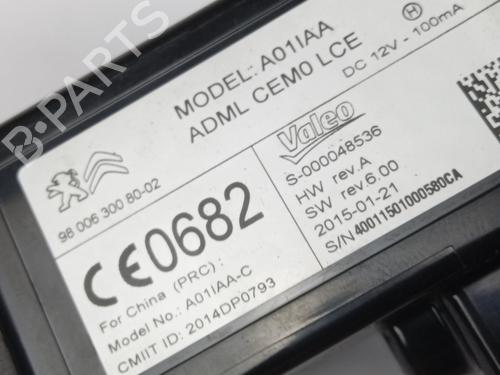 MODEL: A01IAA
ADML CEM0 LCE
H
DC 12V - 100mA
98 006 300 80-02
Valeo
S-000048536
HW rev.A
SW rev.6.00
2015-01-21
S/N 40011501000580CA
CE0682
For China (PRC):
Model No.: A01IAA-C
CMIIT ID: 2014DP0793
B-PARTS